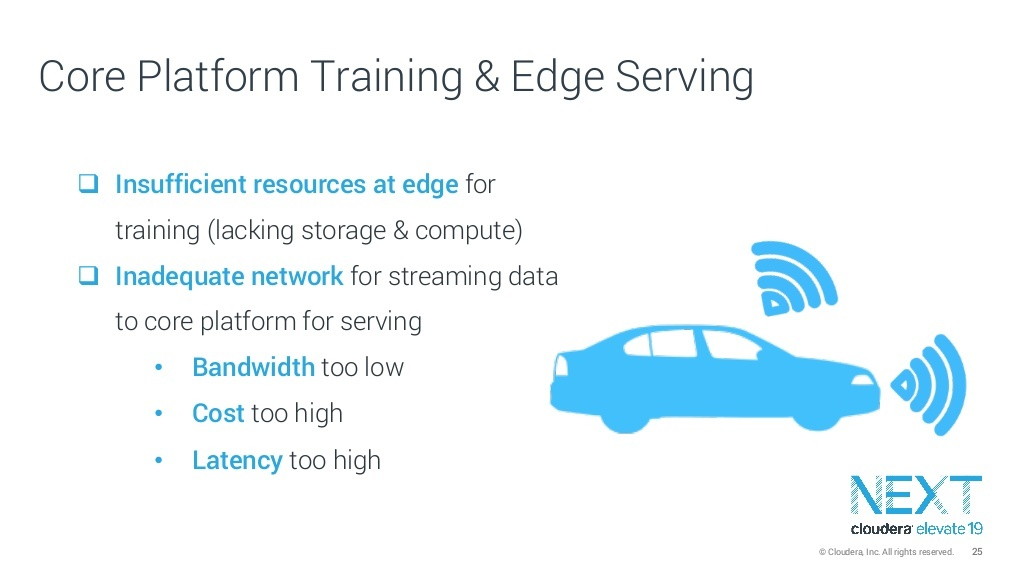 Core Platform Training & Edge Serving
❑ Insufficient resources at edge for
training (lacking storage & compute)
❑ Inadequate network for streaming data
to core platform for serving
• Bandwidth too low
• Cost too high
• Latency too high
NEXT
cloudera elevate 19
© Cloudera, Inc. All rights reserved. 25